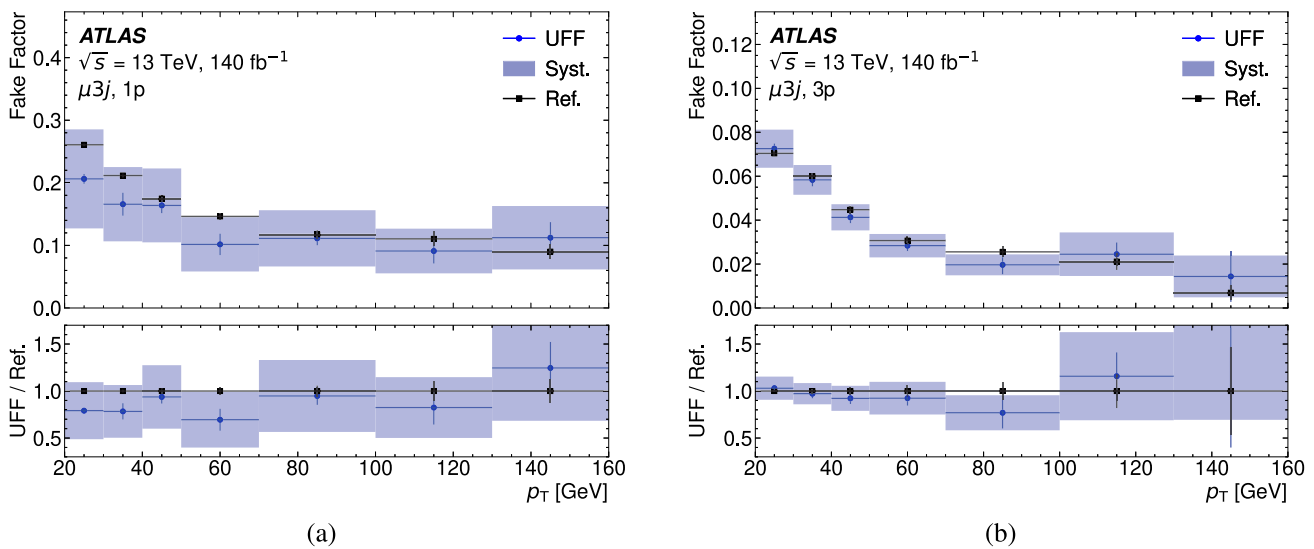 ATLAS
√s = 13 TeV, 140 fb⁻¹
μ3j, 1p
UFF
Syst.
Ref.
Fake Factor
0.4
0.3
0.2
0.1
0.0
UFF / Ref.
1.5
1.0
0.5
20 40 60 80 100 120 140 160
pT [GeV]
(a)
ATLAS
√s = 13 TeV, 140 fb⁻¹
μ3j, 3p
UFF
Syst.
Ref.
Fake Factor
0.12
0.10
0.08
0.06
0.04
0.02
0.00
UFF / Ref.
1.5
1.0
0.5
20 40 60 80 100 120 140 160
pT [GeV]
(b)